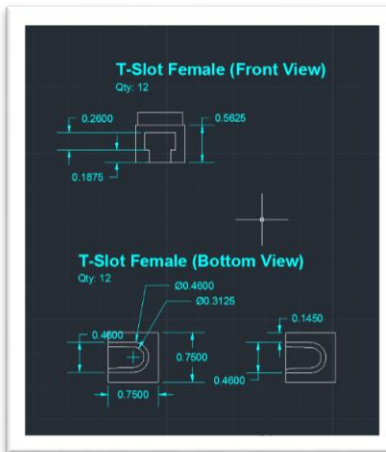 T-Slot Female (Front View)
Qty: 12
0.2600
0.5625
0.1875
T-Slot Female (Bottom View)
Qty: 12
Ø0.4600
Ø0.3125
0.1450
0.4600
0.7500
0.4600
0.7500